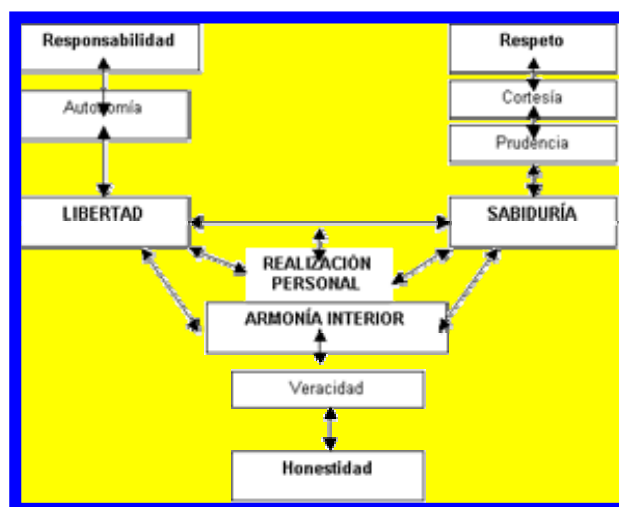 Responsabilidad
Respeto
Autonomía
Cortesía
Prudencia
LIBERTAD
SABIDURÍA
REALIZACIÓN
PERSONAL
ARMONÍA INTERIOR
Veracidad
Honestidad